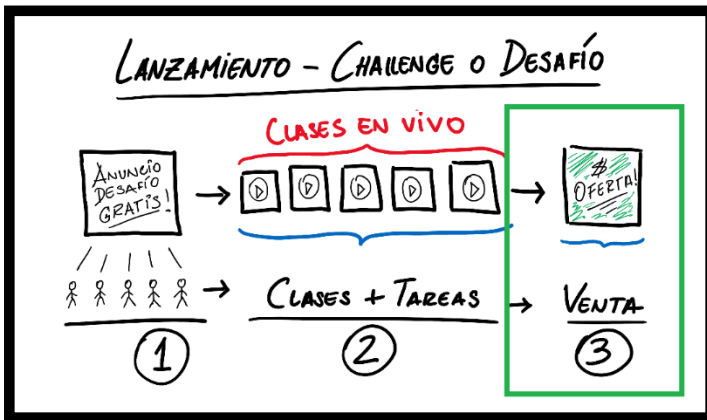 LANZAMIENTO - CHALLENGE O DESAFÍO
CLASES EN VIVO
ANUNCIO
DESAFÍO
GRATIS!
$
OFERTA!
CLASES + TAREAS
VENTA
1
2
3